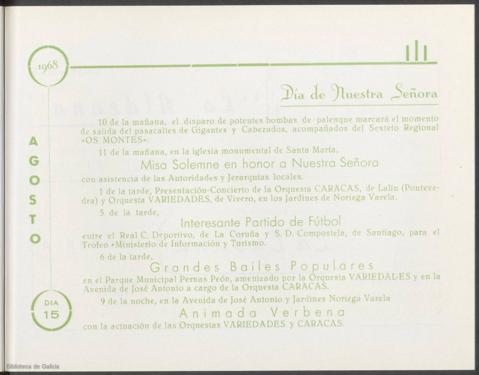 1968
Día de Nuestra Señora
AGOSTO
10 de la mañana, el disparo de potentes bombas de palenque marcará el momento
de salida del pasacalles de Gigantes y Cabezudos, acompañados del Sexteto Regional
«OS MONTES».
11 de la mañana, en la iglesia monumental de Santa María,
Misa Solemne en honor a Nuestra Señora
con asistencia de las Autoridades y Jerarquías locales.
1 de la tarde, Presentación-Concierto de la Orquesta CARACAS, de Lalín (Ponteve-
dra) y Orquesta VARIEDADES, de Vivero, en los Jardines de Noriega Varela.
5 de la tarde,
Interesante Partido de Fútbol
entre el Real C. Deportivo, de La Coruña y S. D. Compostela, de Santiago, para el
Trofeo «Ministerio de Información y Turismo.
6 de la tarde,
Grandes Bailes Populares
en el Parque Municipal Pernas Peón, amenizado por la Orquesta VARIEDADES y en la
Avenida de José Antonio a cargo de la Orquesta CARACAS.
9 de la noche, en la Avenida de José Antonio y Jardines Noriega Varela
Animada Verbena
con la actuación de las Orquestas VARIEDADES y CARACAS.
DIA
15
Biblioteca de Galicia